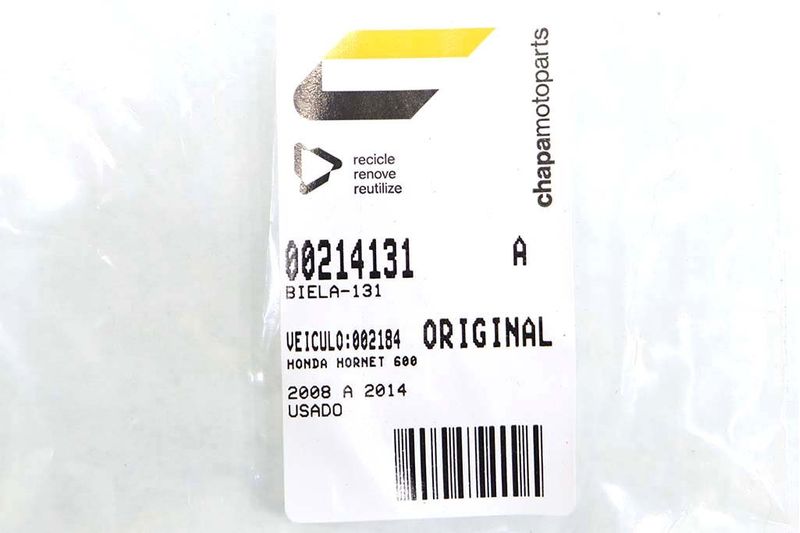 chapamotoparts
recicle
renove
reutilize
00214131 A
BIELA-131
VEICULO:002184 ORIGINAL
HONDA HORNET 600
2008 A 2014
USADO